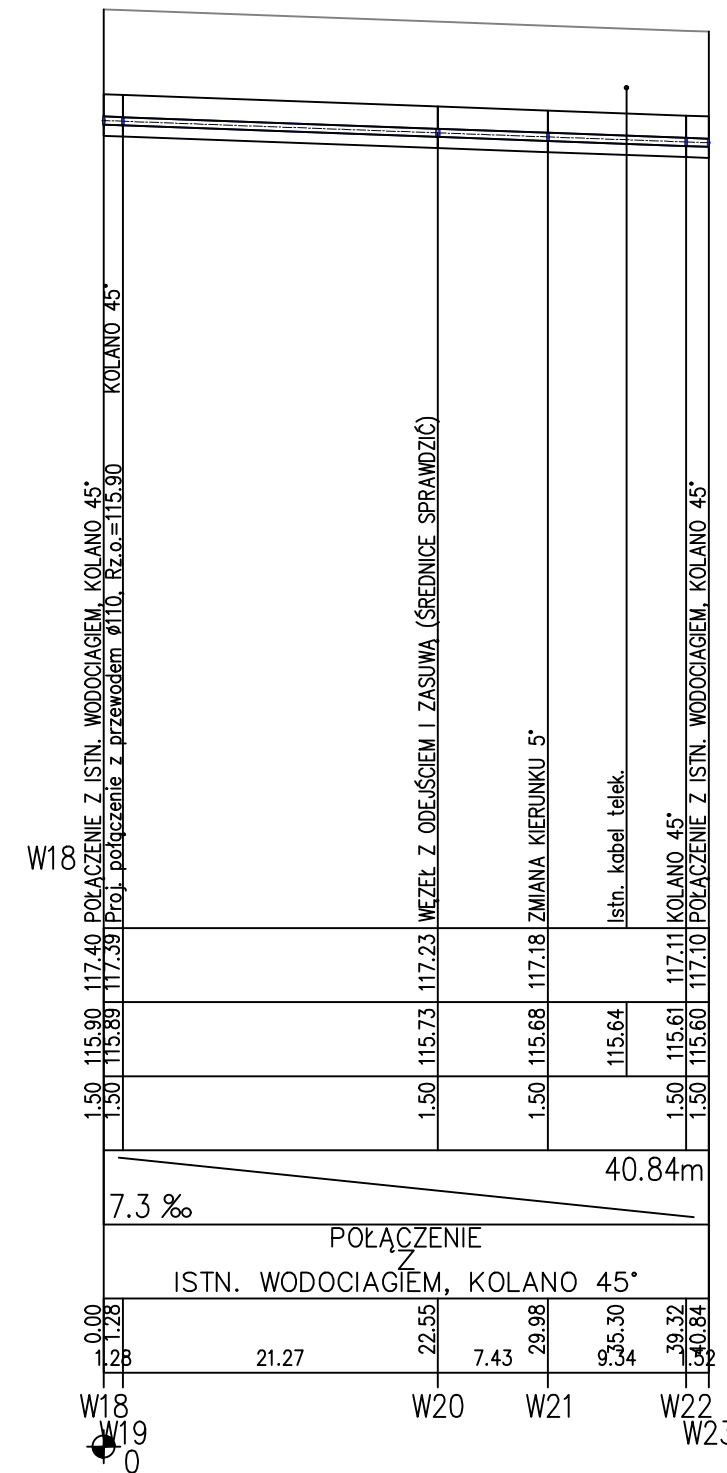 W18
POŁĄCZENIE Z ISTN. WODOCIAGIEM, KOLANO 45°
Proj. połączenie z przewodem ø110, Rz.o.=115.90
KOLANO 45°
WĘZEŁ Z ODEJŚCIEM I ZASUWĄ (ŚREDNICE SPRAWDZIĆ)
ZMIANA KIERUNKU 5°
Istn. kabel telek.
KOLANO 45°
POŁĄCZENIE Z ISTN. WODOCIAGIEM, KOLANO 45°
117.40 117.39 117.23 117.18 117.11 117.10
115.90 115.89 115.73 115.68 115.64 115.61 115.60
1.50 1.50 1.50 1.50 1.50 1.50
40.84m
7.3 ‰
POŁĄCZENIE
Z
ISTN. WODOCIAGIEM, KOLANO 45°
0.00 1.28 22.55 29.98 35.30 39.32 40.84
1.28 21.27 7.43 9.34 1.52
W18 W20 W21 W22
W19 W23
0